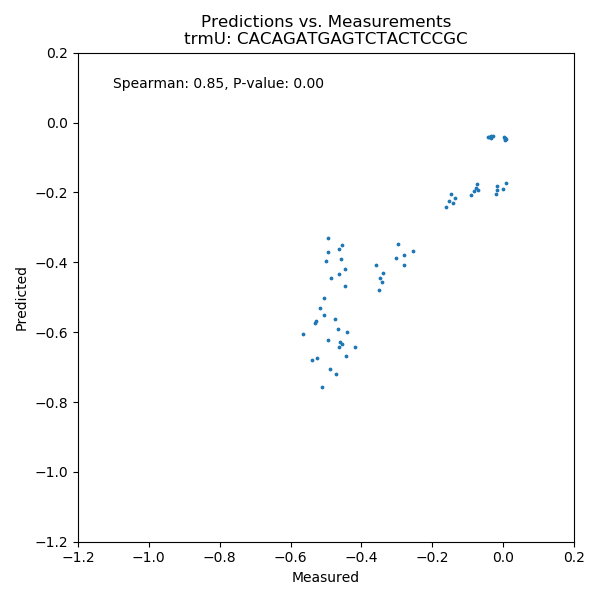 Predictions vs. Measurements
trmU: CACAGATGAGTCTACTCCGC
Spearman: 0.85, P-value: 0.00
0.2
0.0
−0.2
−0.4
−0.6
−0.8
−1.0
−1.2
Predicted
−1.2 −1.0 −0.8 −0.6 −0.4 −0.2 0.0 0.2
Measured